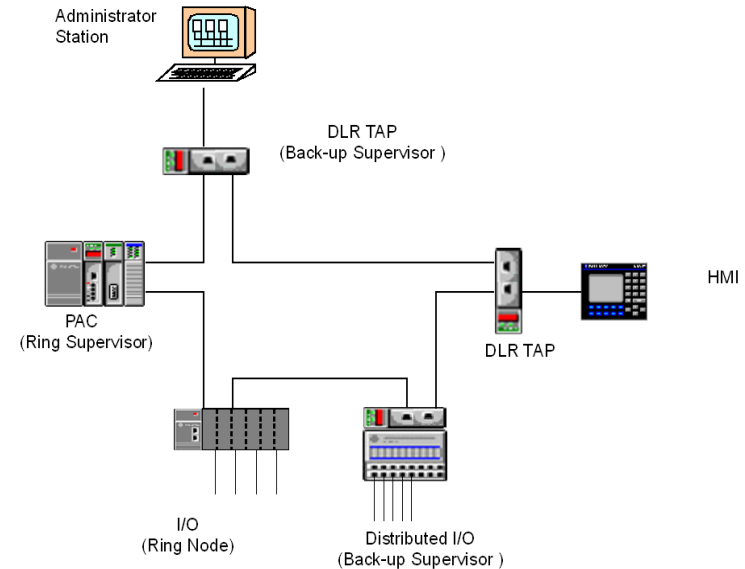 Administrator
Station
DLR TAP
(Back-up Supervisor )
HMI
PAC
(Ring Supervisor)
DLR TAP
I/O
(Ring Node)
Distributed I/O
(Back-up Supervisor )